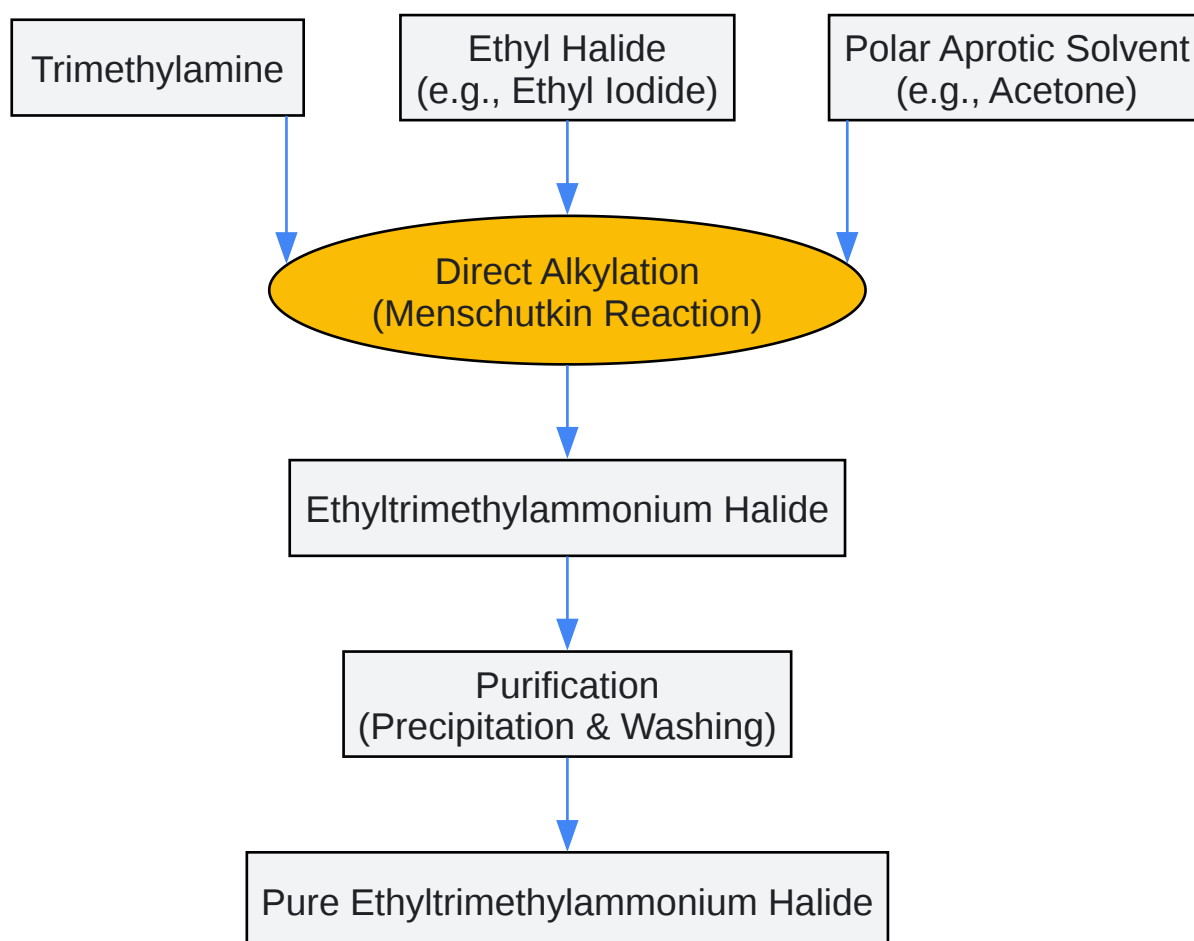 Trimethylamine
Ethyl Halide
(e.g., Ethyl Iodide)
Polar Aprotic Solvent
(e.g., Acetone)
Direct Alkylation
(Menschutkin Reaction)
Ethyltrimethylammonium Halide
Purification
(Precipitation & Washing)
Pure Ethyltrimethylammonium Halide